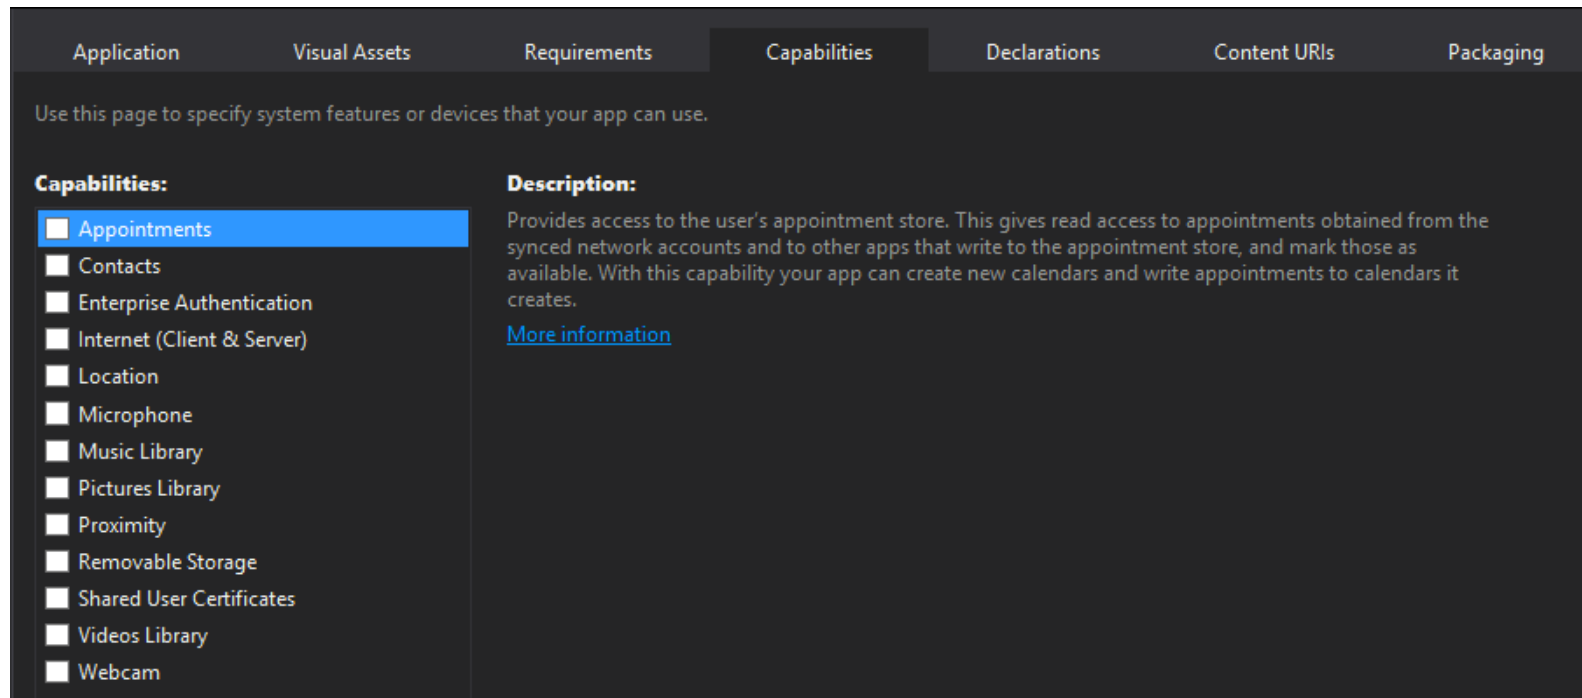 Application
Visual Assets
Requirements
Capabilities
Declarations
Content URIs
Packaging
Use this page to specify system features or devices that your app can use.
Capabilities:
Appointments
Contacts
Enterprise Authentication
Internet (Client & Server)
Location
Microphone
Music Library
Pictures Library
Proximity
Removable Storage
Shared User Certificates
Videos Library
Webcam
Description:
Provides access to the user's appointment store. This gives read access to appointments obtained from the
synced network accounts and to other apps that write to the appointment store, and mark those as
available. With this capability your app can create new calendars and write appointments to calendars it
creates.
More information